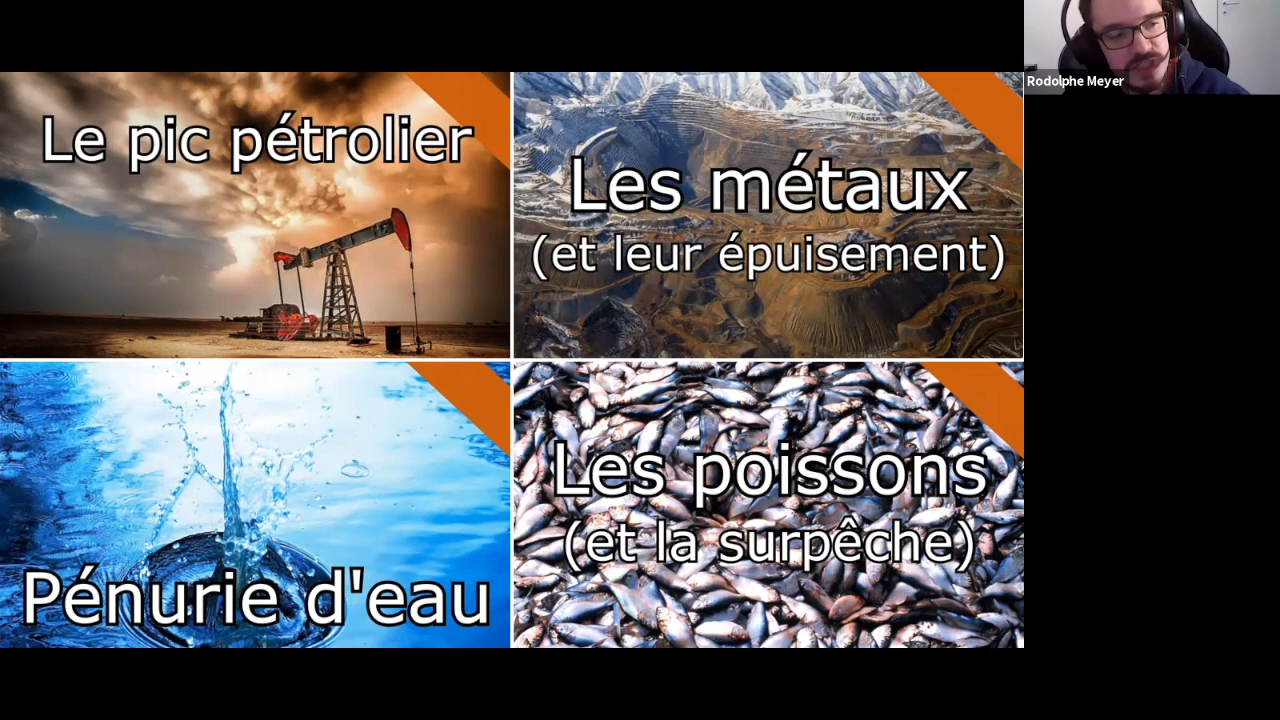 Rodolphe Meyer
Le pic pétrolier
Les métaux
(et leur épuisement)
Pénurie d'eau
Les poissons
(et la surpêche)